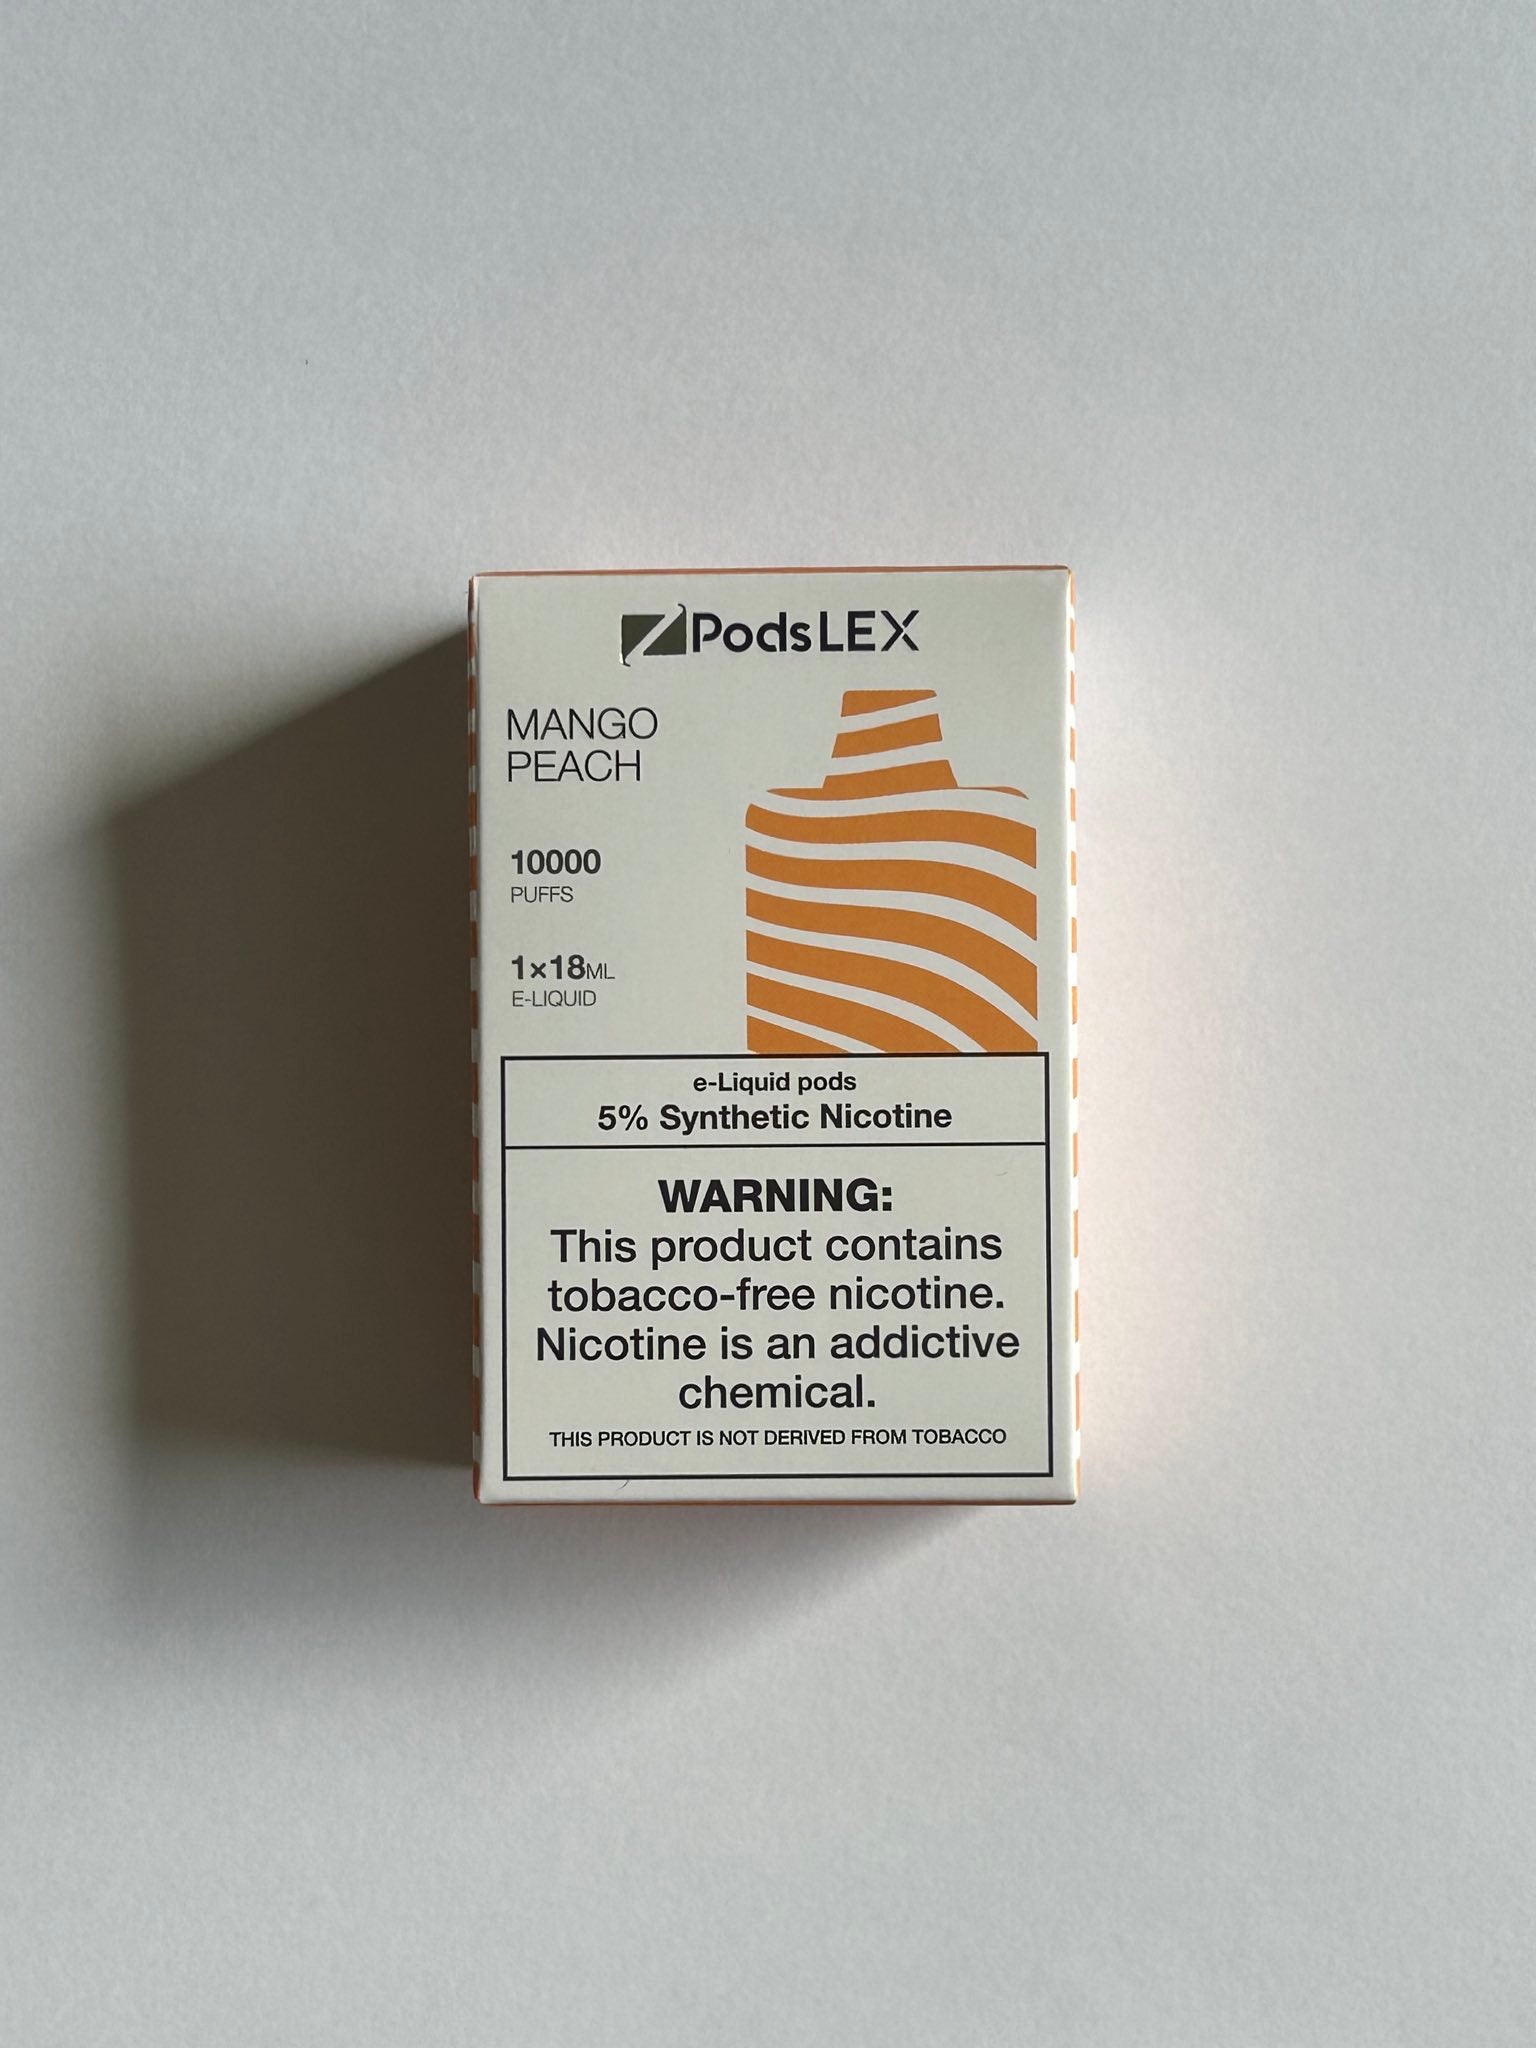 PodsLEX
MANGO
PEACH
10000
PUFFS
1×18ML
E-LIQUID
e-Liquid pods
5% Synthetic Nicotine
WARNING:
This product contains
tobacco-free nicotine.
Nicotine is an addictive
chemical.
THIS PRODUCT IS NOT DERIVED FROM TOBACCO